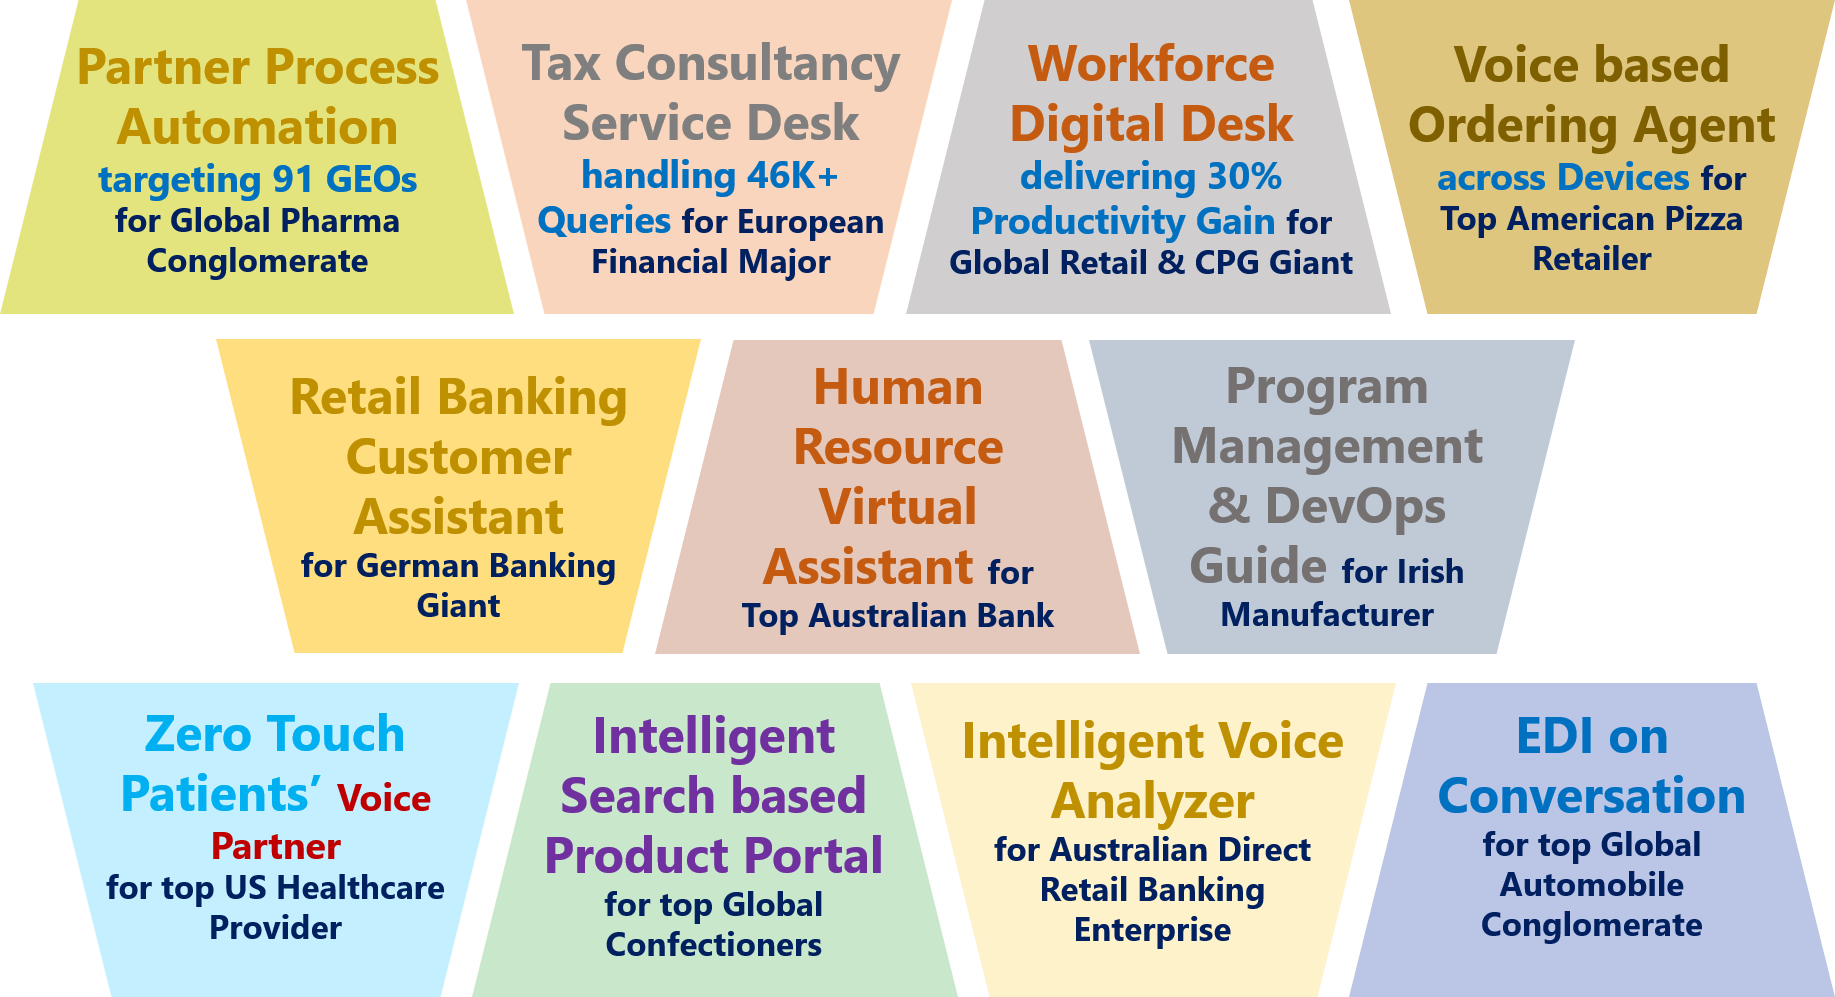 Partner Process
Automation
targeting 91 GEOs
for Global Pharma
Conglomerate
Tax Consultancy
Service Desk
handling 46K+
Queries for European
Financial Major
Workforce
Digital Desk
delivering 30%
Productivity Gain for
Global Retail & CPG Giant
Voice based
Ordering Agent
across Devices for
Top American Pizza
Retailer
Retail Banking
Customer
Assistant
for German Banking
Giant
Human
Resource
Virtual
Assistant for
Top Australian Bank
Program
Management
& DevOps
Guide for Irish
Manufacturer
Zero Touch
Patients’ Voice
Partner
for top US Healthcare
Provider
Intelligent
Search based
Product Portal
for top Global
Confectioners
Intelligent Voice
Analyzer
for Australian Direct
Retail Banking
Enterprise
EDI on
Conversation
for top Global
Automobile
Conglomerate